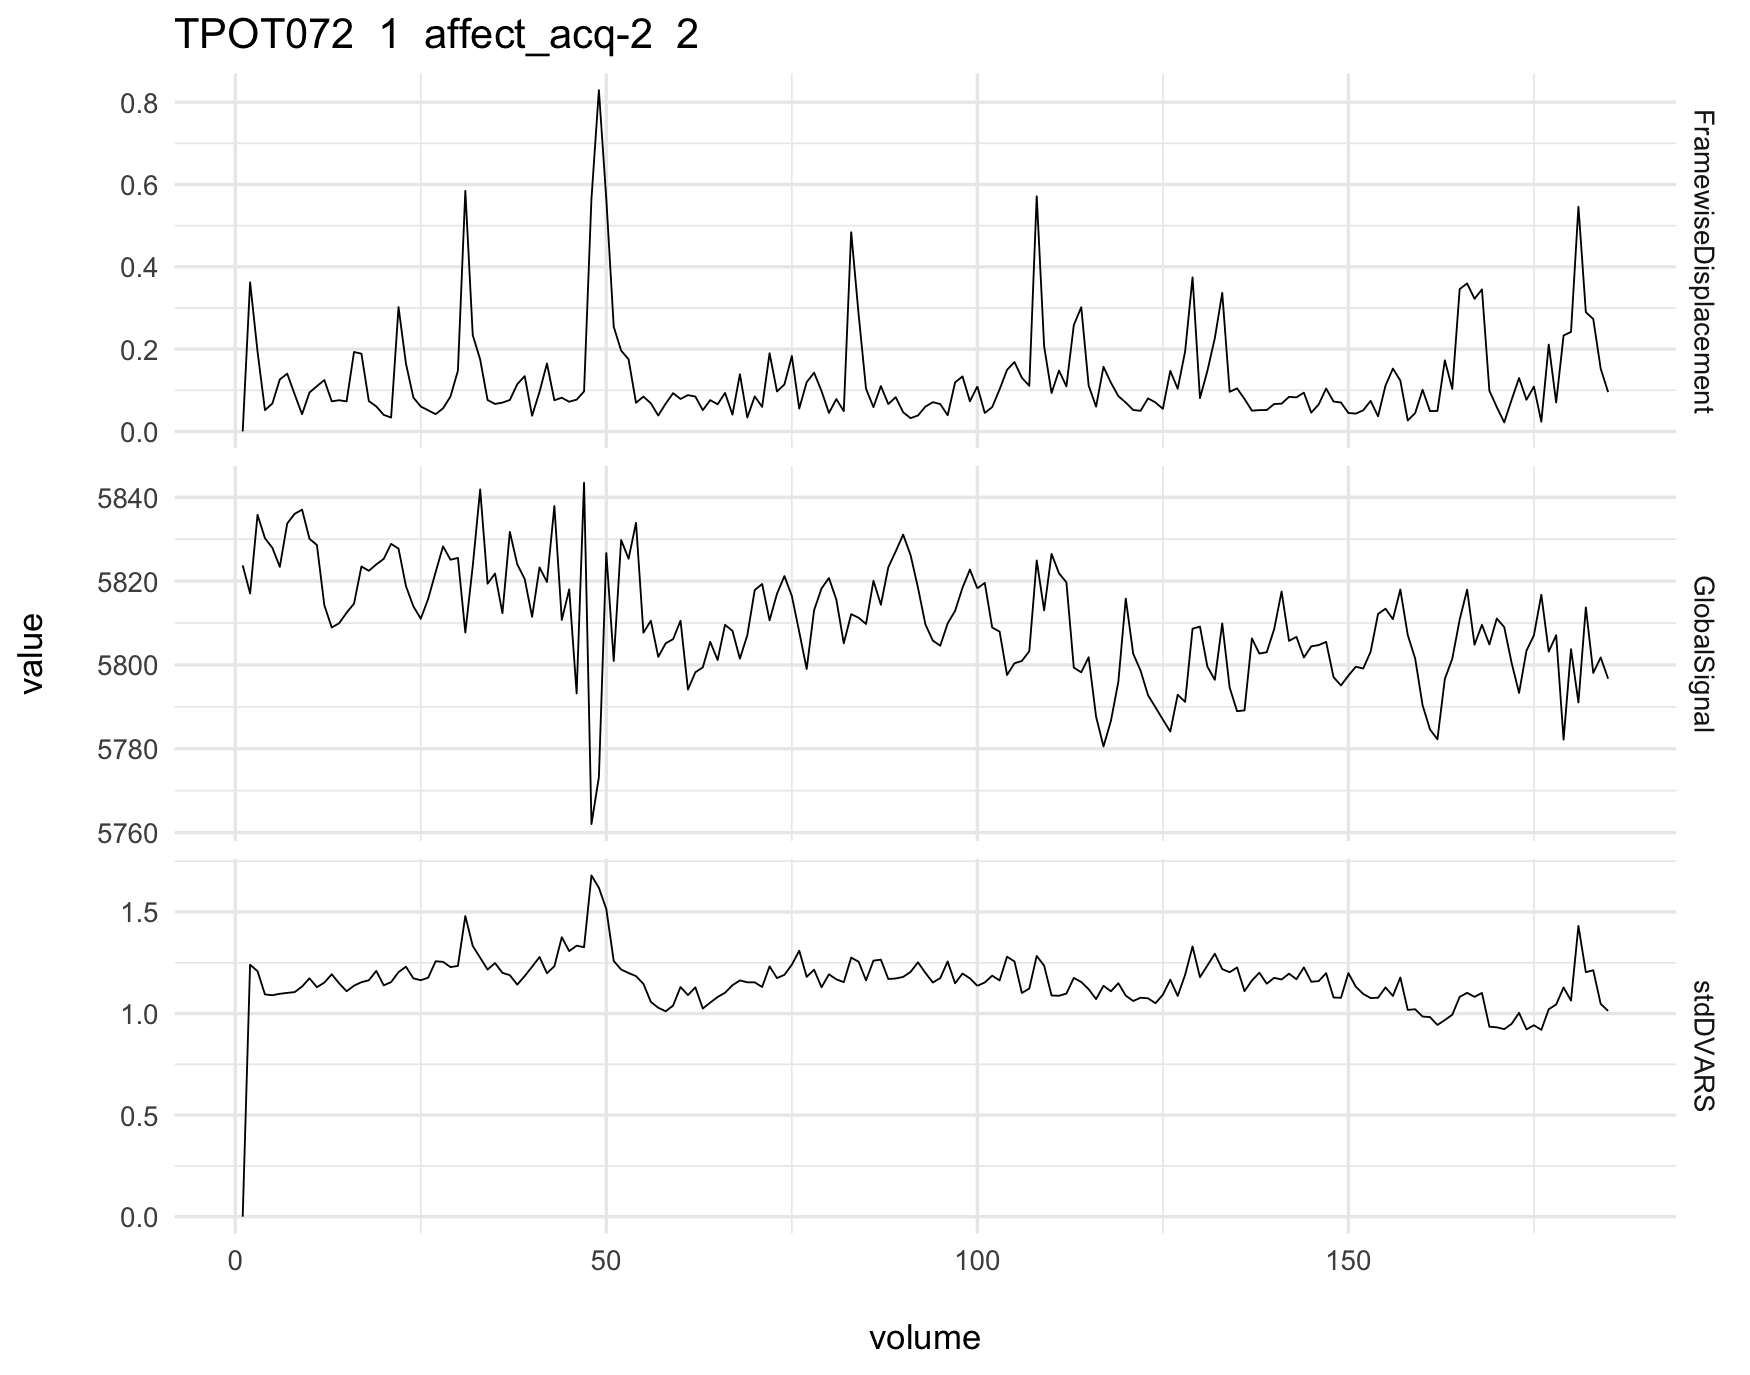 TPOT072 1 affect_acq-2 2
0.8
0.6
0.4
0.2
0.0
FramewiseDisplacement
5840
5820
5800
5780
5760
GlobalSignal
1.5
1.0
0.5
0.0
stdDVARS
value
0 50 100 150
volume